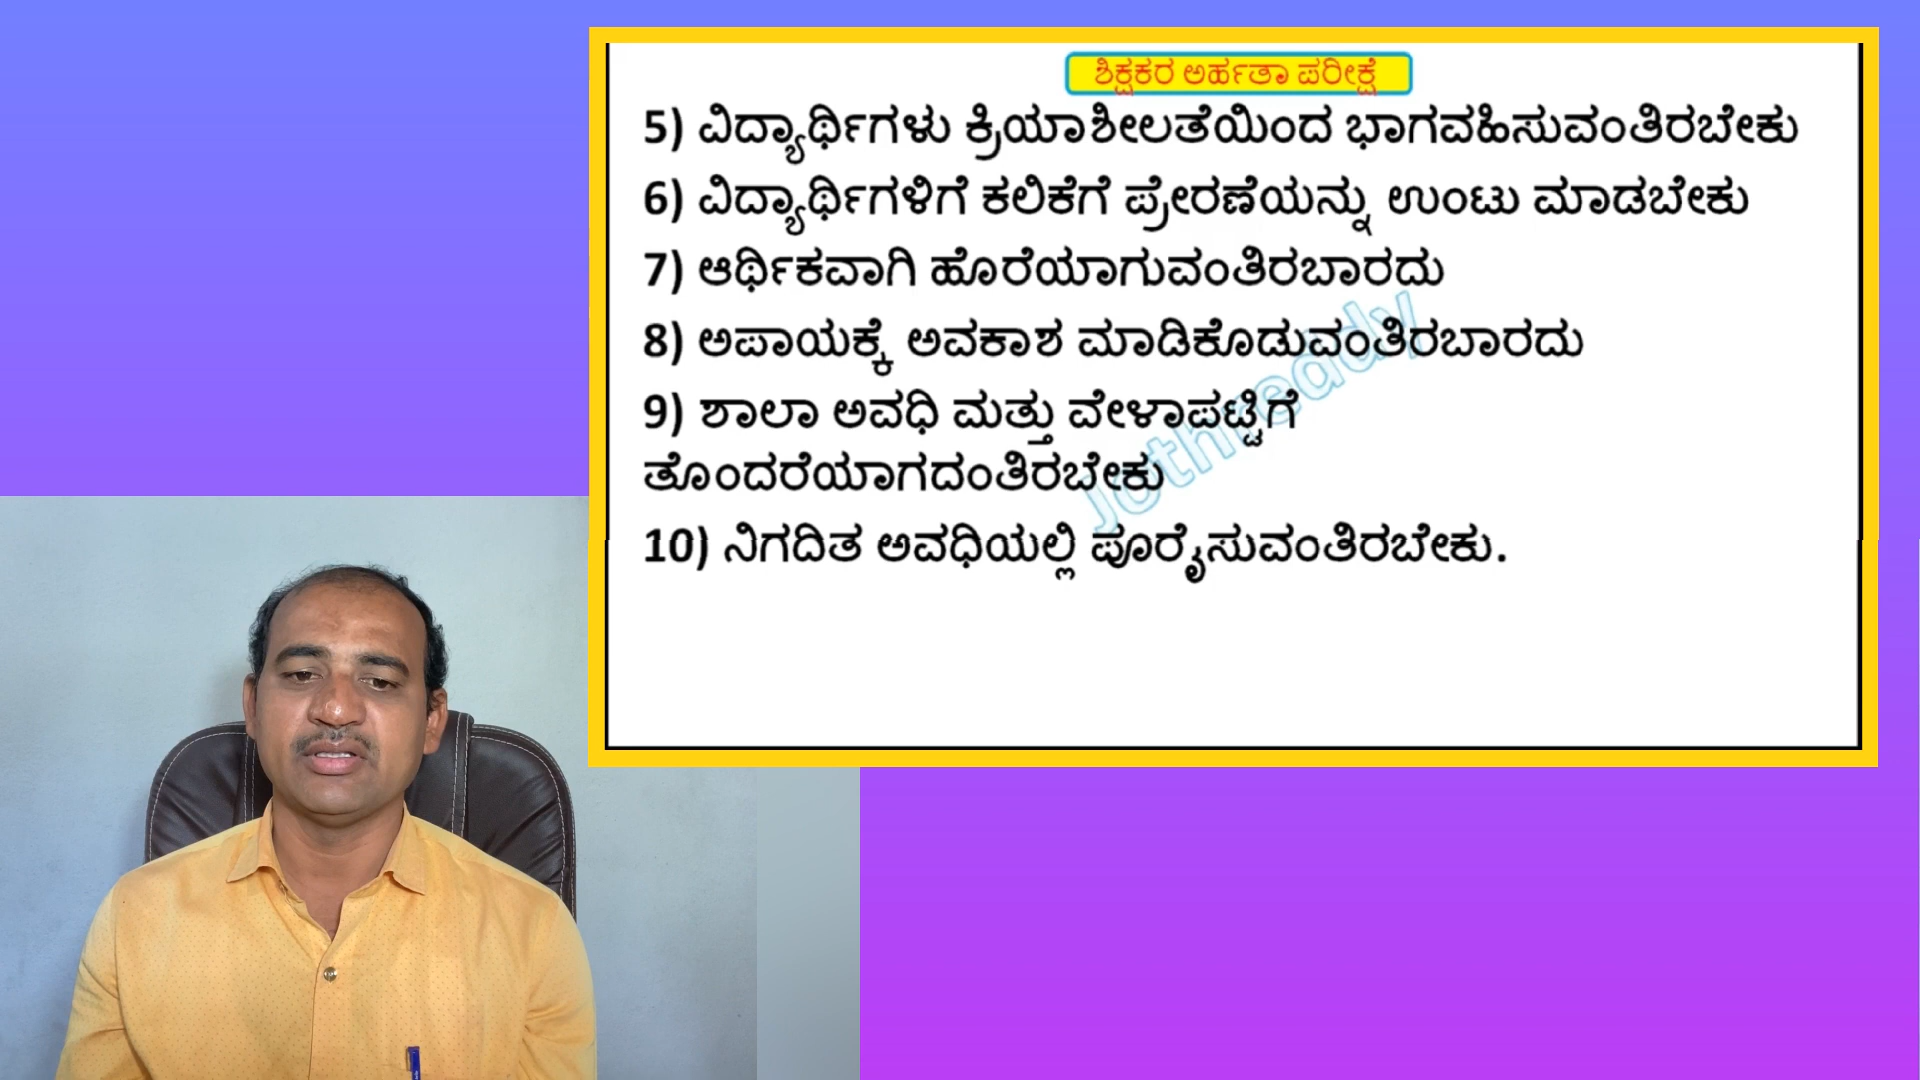 ಶಿಕ್ಷಕರ ಅರ್ಹತಾ ಪರೀಕ್ಷೆ
5) ವಿದ್ಯಾರ್ಥಿಗಳು ಕ್ರಿಯಾಶೀಲತೆಯಿಂದ ಭಾಗವಹಿಸುವಂತಿರಬೇಕು
6) ವಿದ್ಯಾರ್ಥಿಗಳಿಗೆ ಕಲಿಕೆಗೆ ಪ್ರೇರಣೆಯನ್ನು ಉಂಟು ಮಾಡಬೇಕು
7) ಆರ್ಥಿಕವಾಗಿ ಹೊರೆಯಾಗುವಂತಿರಬಾರದು
8) ಅಪಾಯಕ್ಕೆ ಅವಕಾಶ ಮಾಡಿಕೊಡುವಂತಿರಬಾರದು
9) ಶಾಲಾ ಅವಧಿ ಮತ್ತು ವೇಳಾಪಟ್ಟಿಗೆ
ತೊಂದರೆಯಾಗದಂತಿರಬೇಕು
10) ನಿಗದಿತ ಅವಧಿಯಲ್ಲಿ ಪೂರೈಸುವಂತಿರಬೇಕು.
Jothreddy